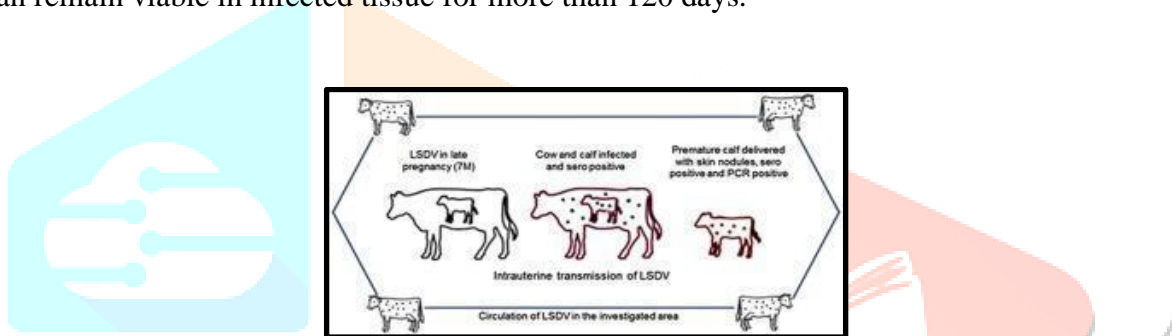 remain viable in infected tissue for more than 120 days.
LSDV in late
pregnancy (7M)
Cow and calf infected
and sero positive
Premature calf delivered
with skin nodules, sero
positive and PCR positive
Intrauterine transmission of LSDV
Circulation of LSDV in the investigated area